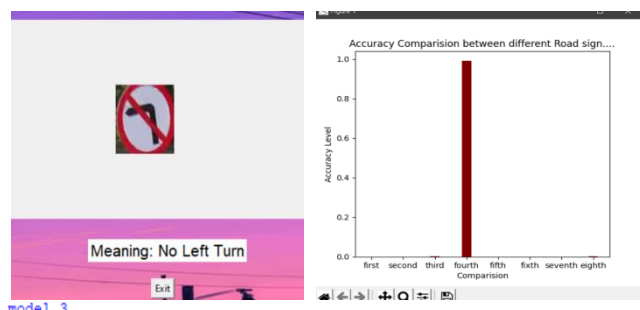 Meaning: No Left Turn
Exit
model 3
Accuracy Comparision between different Road sign....
Accuracy Level
1.0
0.8
0.6
0.4
0.2
0.0
first second third fourth fifth fixth seventh eighth
Comparision